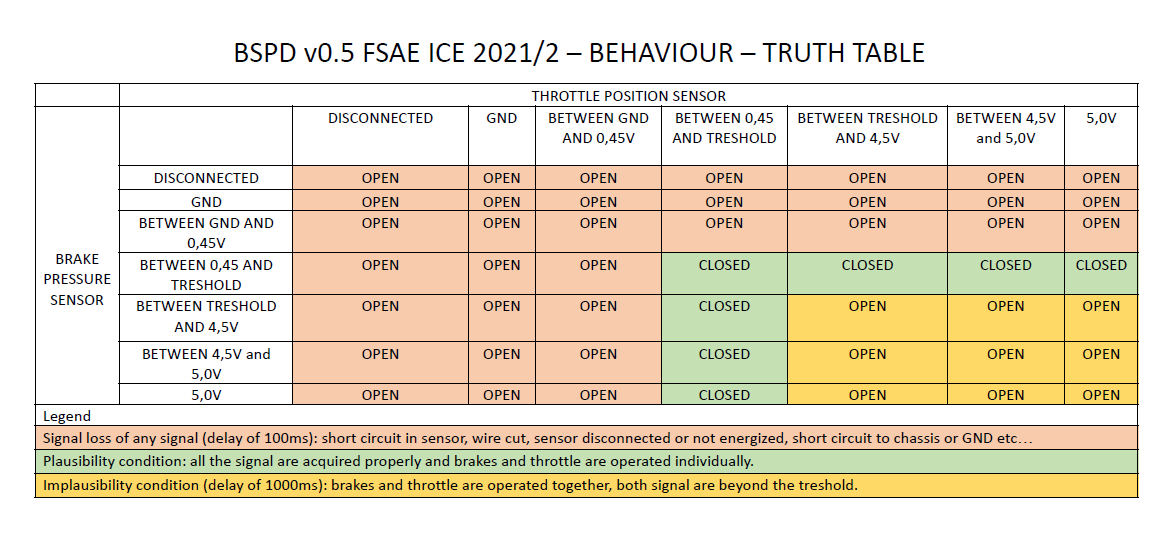 BSPD v0.5 FSAE ICE 2021/2 – BEHAVIOUR – TRUTH TABLE
THROTTLE POSITION SENSOR
DISCONNECTED GND BETWEEN GND AND 0,45V BETWEEN 0,45 AND TRESHOLD BETWEEN TRESHOLD AND 4,5V BETWEEN 4,5V and 5,0V 5,0V
BRAKE PRESSURE SENSOR
DISCONNECTED OPEN OPEN OPEN OPEN OPEN OPEN OPEN
GND OPEN OPEN OPEN OPEN OPEN OPEN OPEN
BETWEEN GND AND 0,45V OPEN OPEN OPEN OPEN OPEN OPEN OPEN
BETWEEN 0,45 AND TRESHOLD OPEN OPEN OPEN CLOSED CLOSED CLOSED CLOSED
BETWEEN TRESHOLD AND 4,5V OPEN OPEN OPEN CLOSED OPEN OPEN OPEN
BETWEEN 4,5V and 5,0V OPEN OPEN OPEN CLOSED OPEN OPEN OPEN
5,0V OPEN OPEN OPEN CLOSED OPEN OPEN OPEN
Legend
Signal loss of any signal (delay of 100ms): short circuit in sensor, wire cut, sensor disconnected or not energized, short circuit to chassis or GND etc…
Plausibility condition: all the signal are acquired properly and brakes and throttle are operated individually.
Implausibility condition (delay of 1000ms): brakes and throttle are operated together, both signal are beyond the treshold.